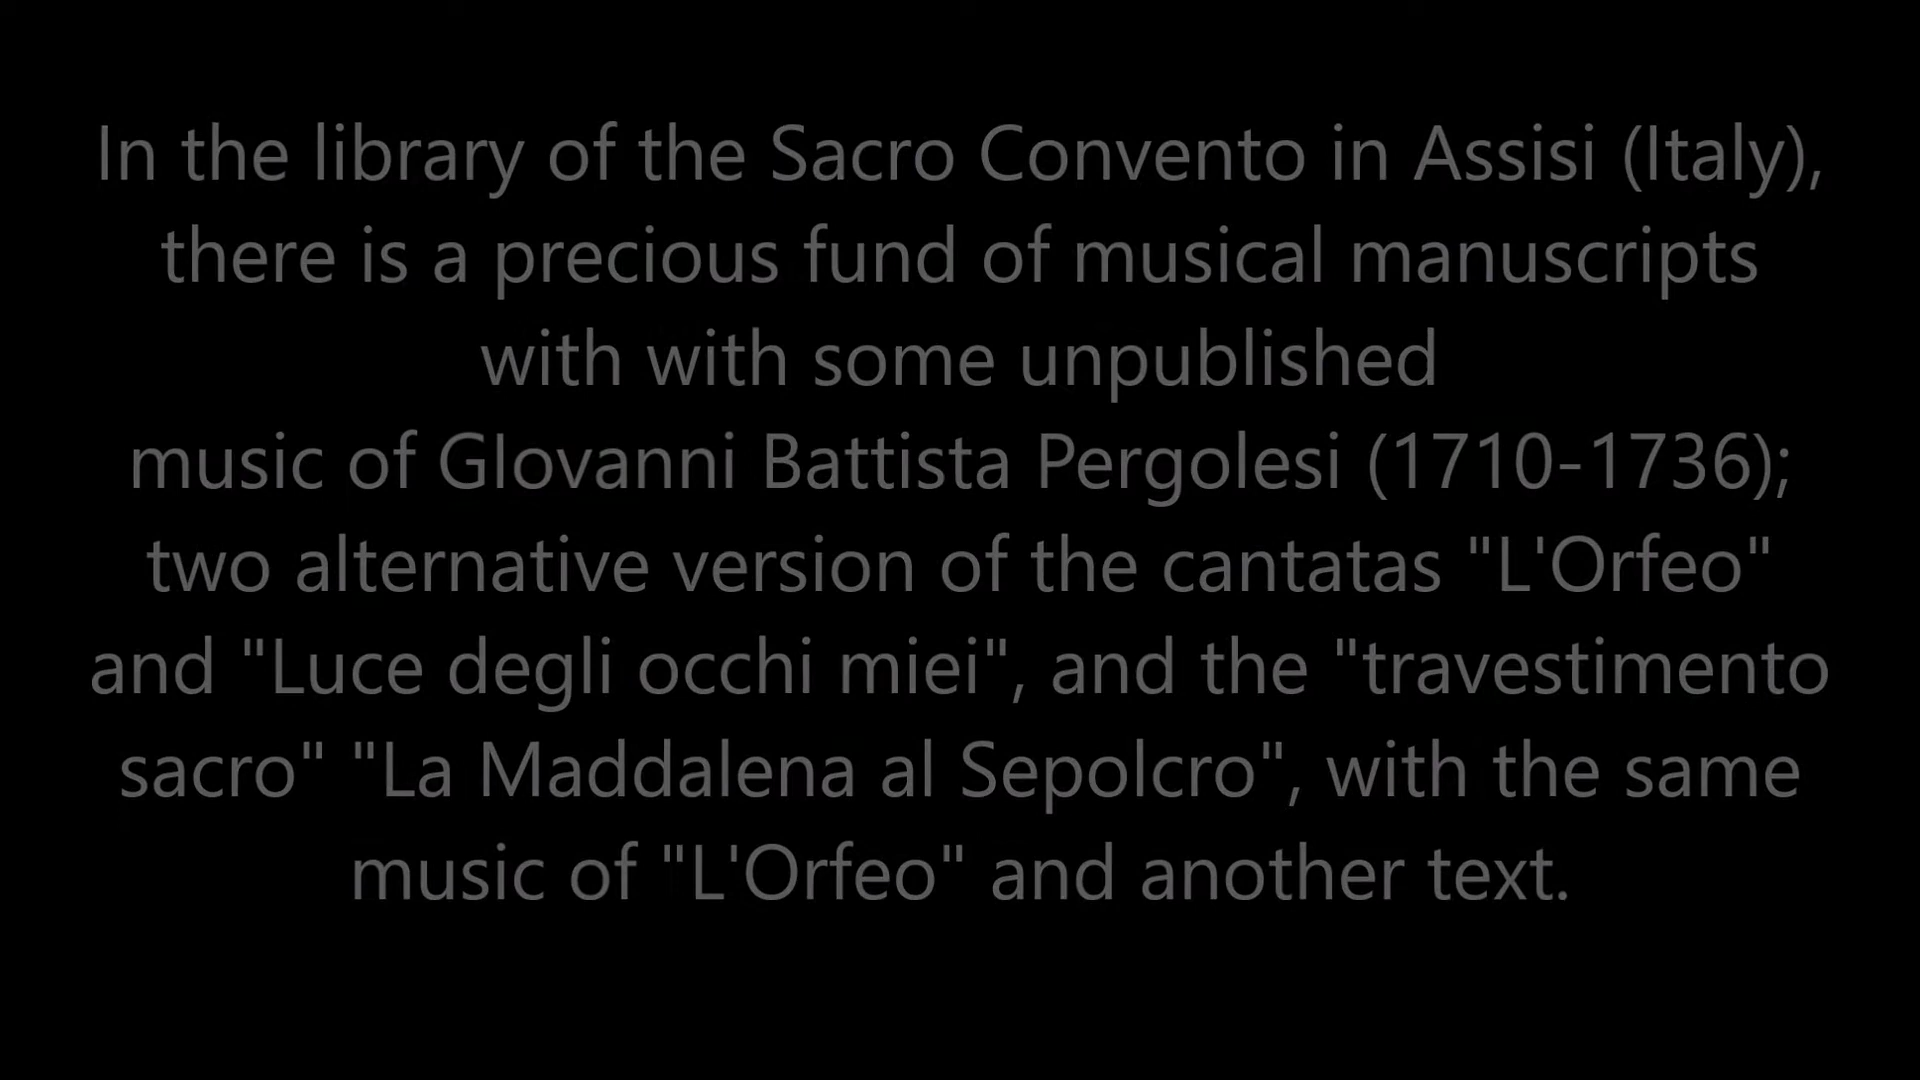 In the library of the Sacro Convento in Assisi (Italy),
there is a precious fund of musical manuscripts
with with some unpublished
music of GIovanni Battista Pergolesi (1710-1736);
two alternative version of the cantatas "L'Orfeo"
and "Luce degli occhi miei", and the "travestimento
sacro" "La Maddalena al Sepolcro", with the same
music of "L'Orfeo" and another text.